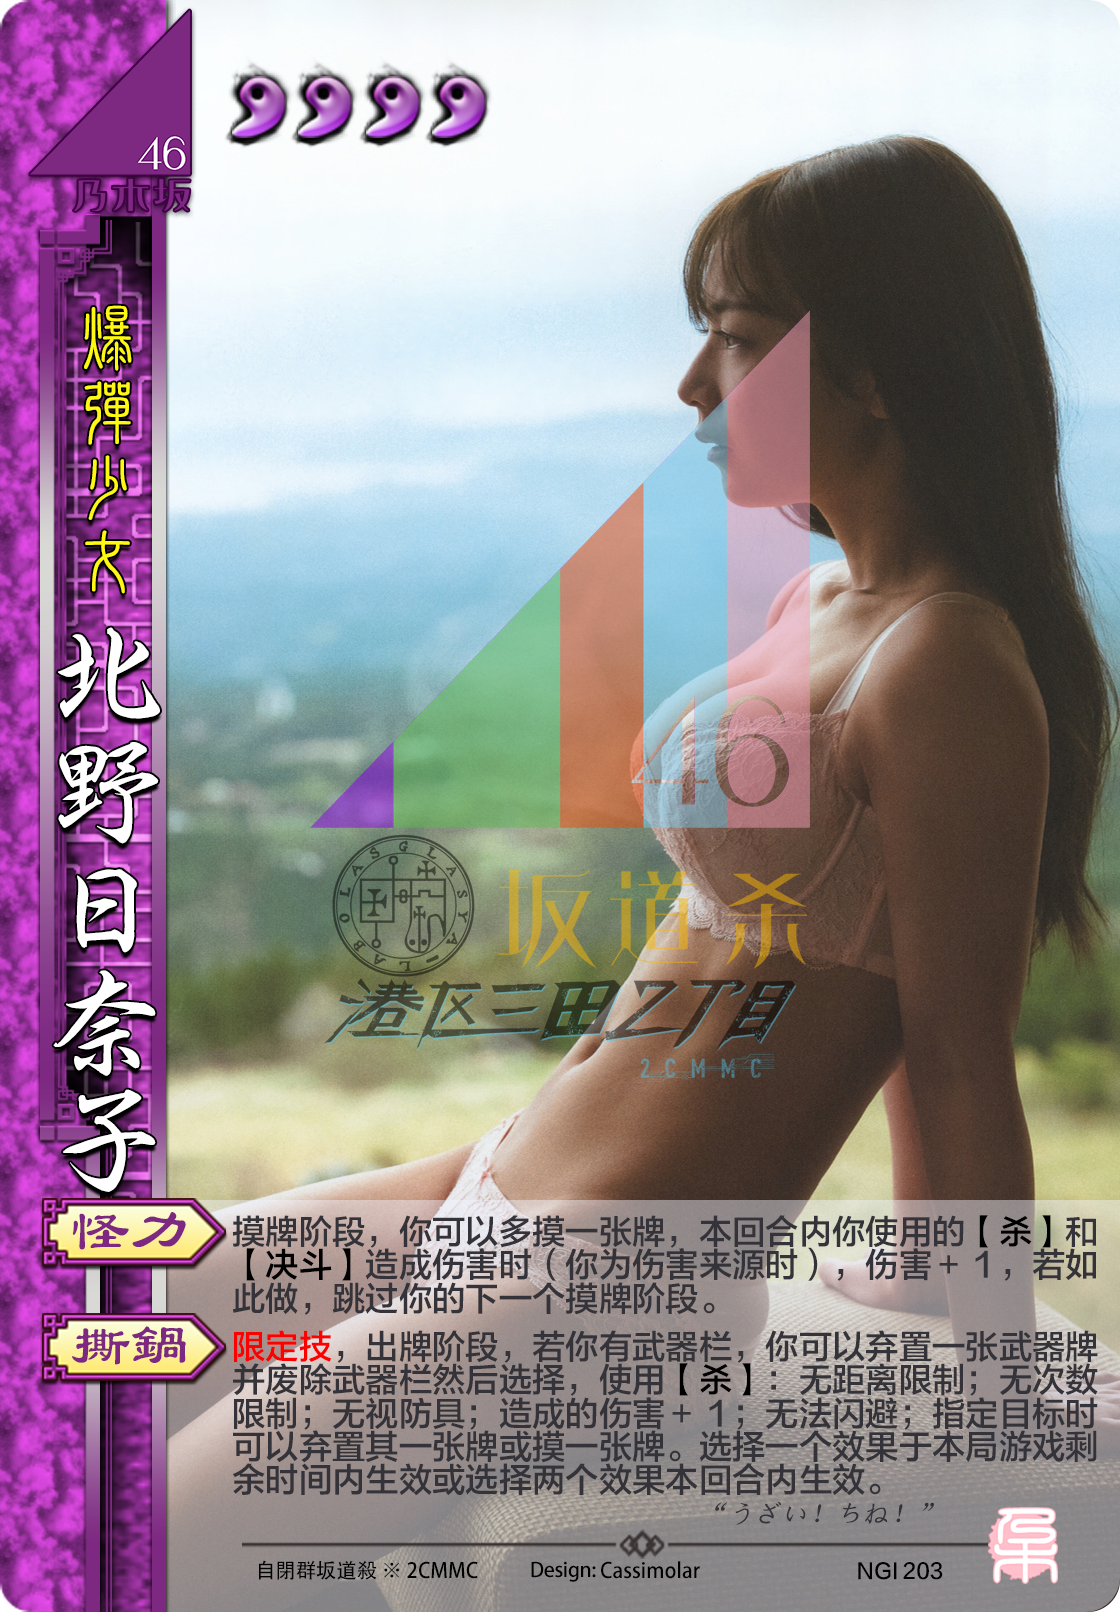 46
乃木坂
爆彈少女
北野日奈子
46
GLASYA-LABOLAS
坂道杀
港区三田乙丁目
2CMMC
怪力
摸牌阶段，你可以多摸一张牌，本回合内你使用的【杀】和
【决斗】造成伤害时（你为伤害来源时），伤害＋1，若如
此做，跳过你的下一个摸牌阶段。
撕鍋
限定技，出牌阶段，若你有武器栏，你可以弃置一张武器牌
并废除武器栏然后选择，使用【杀】：无距离限制；无次数
限制；无视防具；造成的伤害＋1；无法闪避；指定目标时
可以弃置其一张牌或摸一张牌。选择一个效果于本局游戏剩
余时间内生效或选择两个效果本回合内生效。
“うざい！ちね！”
自閉群坂道殺 ※ 2CMMC Design: Cassimolar NGI 203